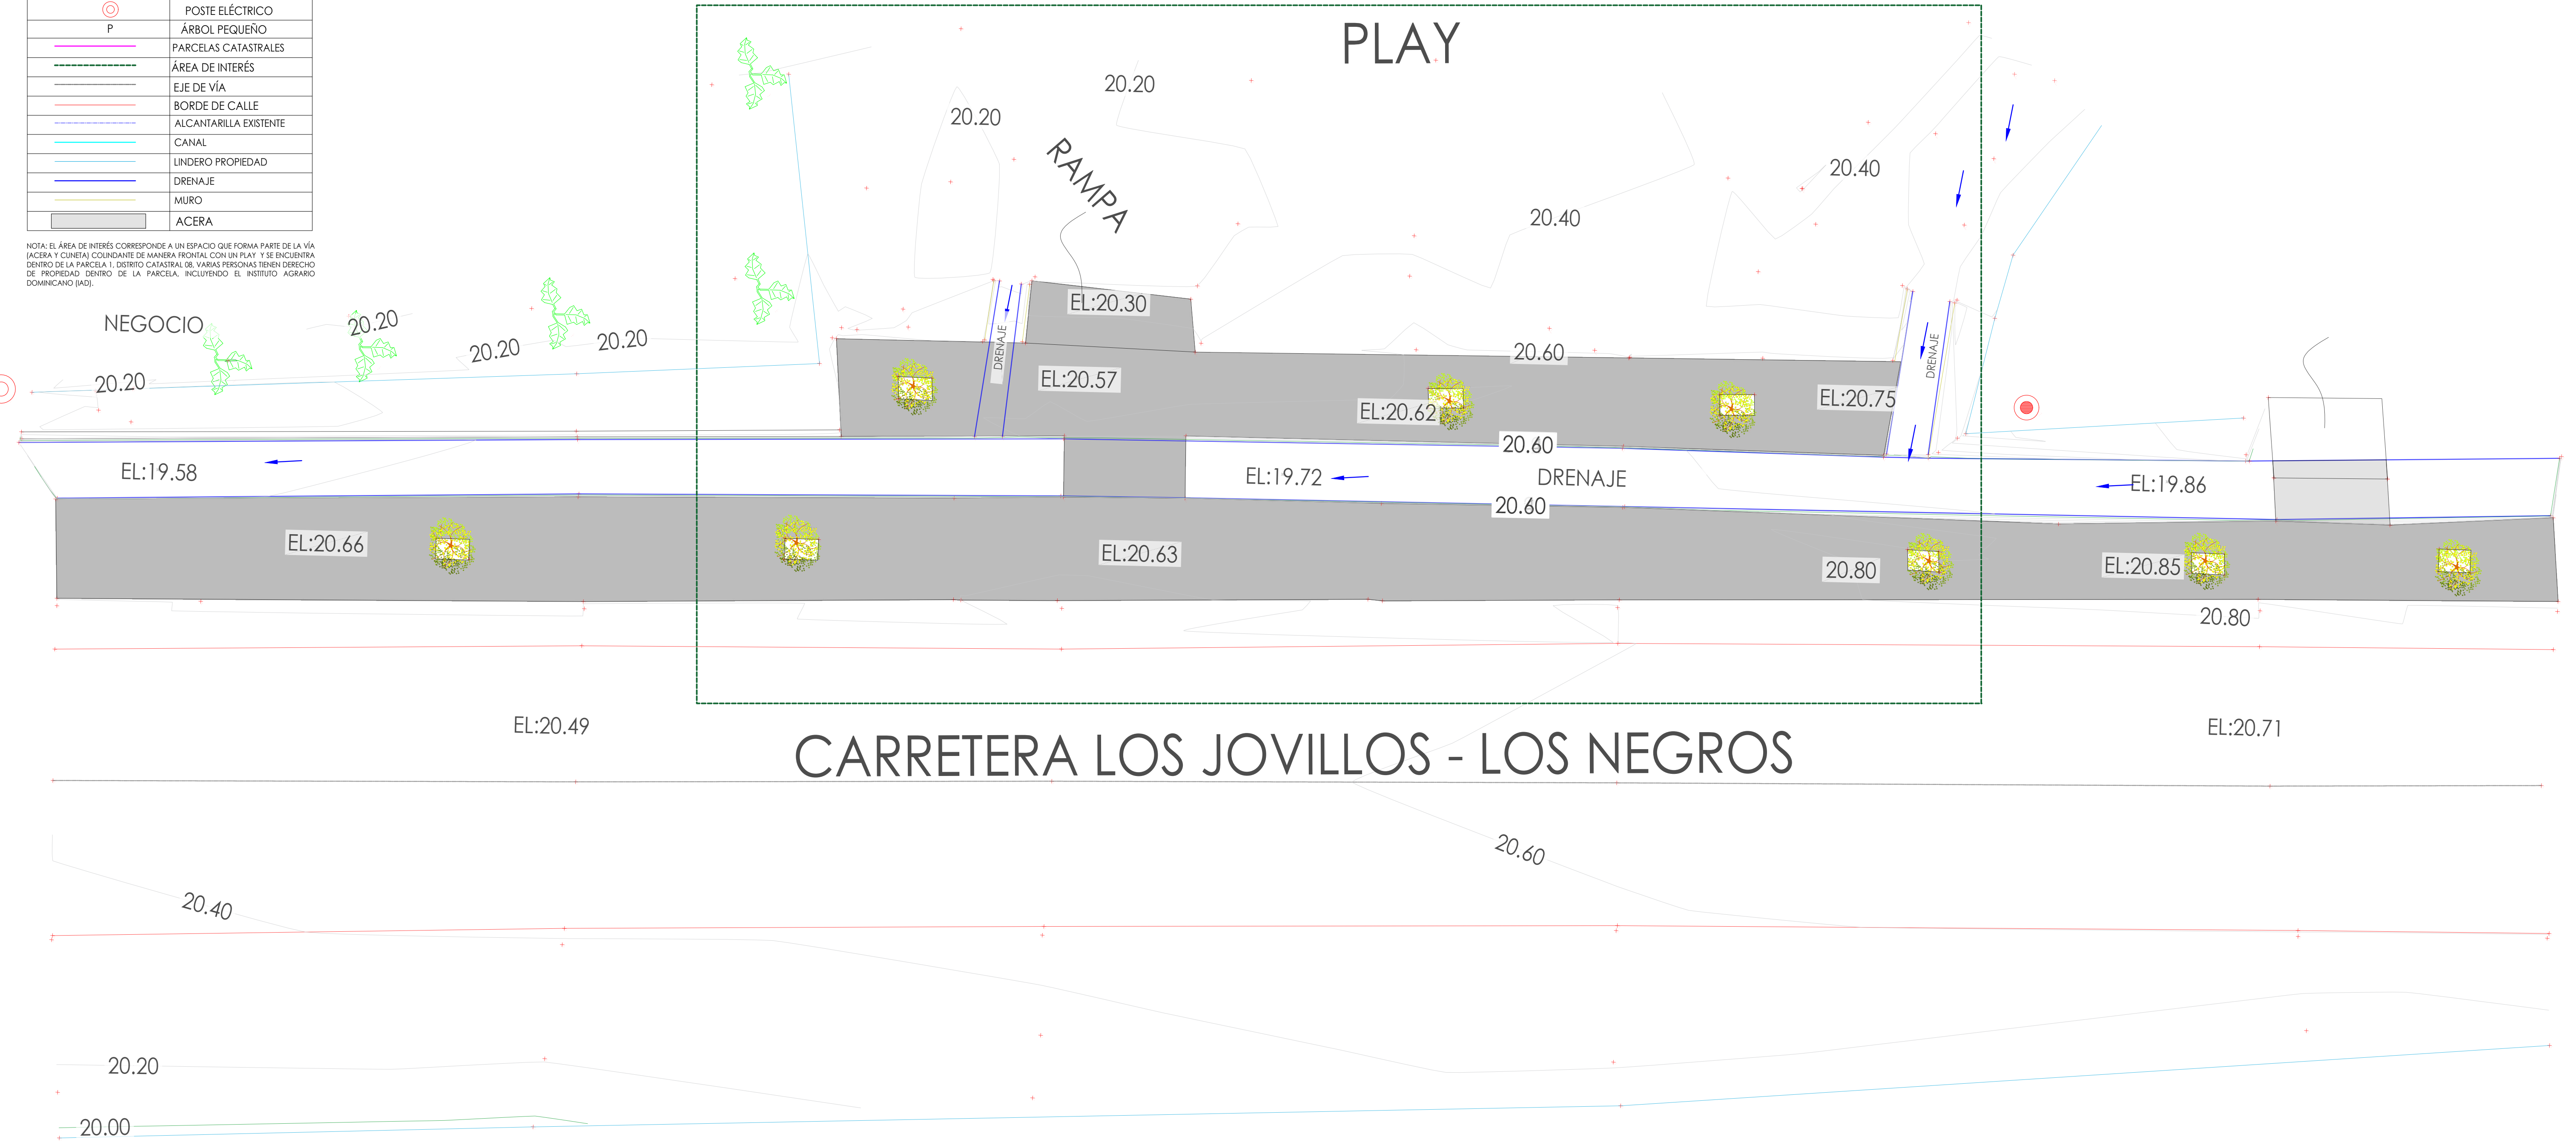 POSTE ELÉCTRICO
P ÁRBOL PEQUEÑO
PARCELAS CATASTRALES
ÁREA DE INTERÉS
EJE DE VÍA
BORDE DE CALLE
ALCANTARILLA EXISTENTE
CANAL
LINDERO PROPIEDAD
DRENAJE
MURO
ACERA
NOTA: EL ÁREA DE INTERÉS CORRESPONDE A UN ESPACIO QUE FORMA PARTE DE LA VÍA
(ACERA Y CUNETA) COLINDANTE DE MANERA FRONTAL CON UN PLAY Y SE ENCUENTRA
DENTRO DE LA PARCELA 1, DISTRITO CATASTRAL 08, VARIAS PERSONAS TIENEN DERECHO
DE PROPIEDAD DENTRO DE LA PARCELA, INCLUYENDO EL INSTITUTO AGRARIO
DOMINICANO (IAD).
PLAY
20.20
20.20
RAMPA
20.40
20.40
EL:20.30
NEGOCIO
20.20
20.20
20.20
20.20
DRENAJE
DRENAJE
20.60
EL:20.57
EL:20.62
EL:20.75
20.60
EL:19.58
EL:19.72
DRENAJE
EL:19.86
20.60
EL:20.66
EL:20.63
20.80
EL:20.85
20.80
EL:20.49
EL:20.71
CARRETERA LOS JOVILLOS - LOS NEGROS
20.60
20.40
20.20
20.00